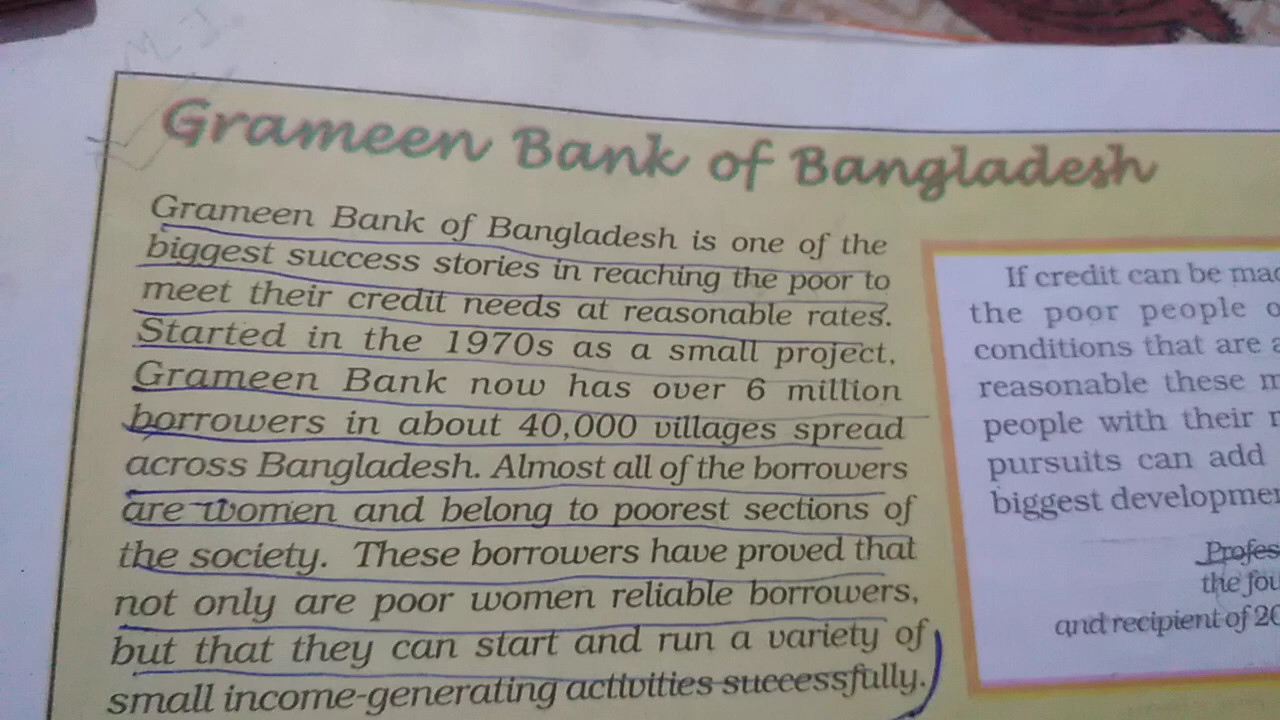 Grameen Bank of Bangladesh
Grameen Bank of Bangladesh is one of the
biggest success stories in reaching the poor to
meet their credit needs at reasonable rates.
Started in the 1970s as a small project,
Grameen Bank now has over 6 million
borrowers in about 40,000 villages spread
across Bangladesh. Almost all of the borrowers
are women and belong to poorest sections of
the society. These borrowers have proved that
not only are poor women reliable borrowers,
but that they can start and run a variety of
small income-generating activities successfully.
If credit can be
the poor people
conditions that are
reasonable these
people with their
pursuits can add
biggest
the
and recipient of